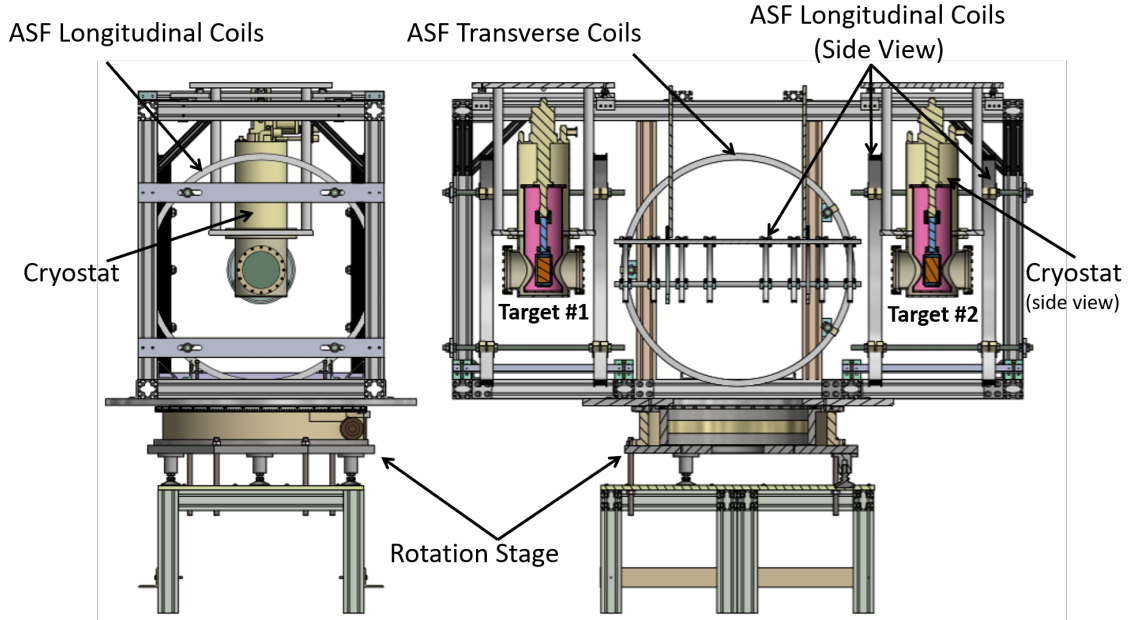 ASF Longitudinal Coils
ASF Transverse Coils
ASF Longitudinal Coils
(Side View)
Cryostat
Target #1
Target #2
Cryostat
(side view)
Rotation Stage